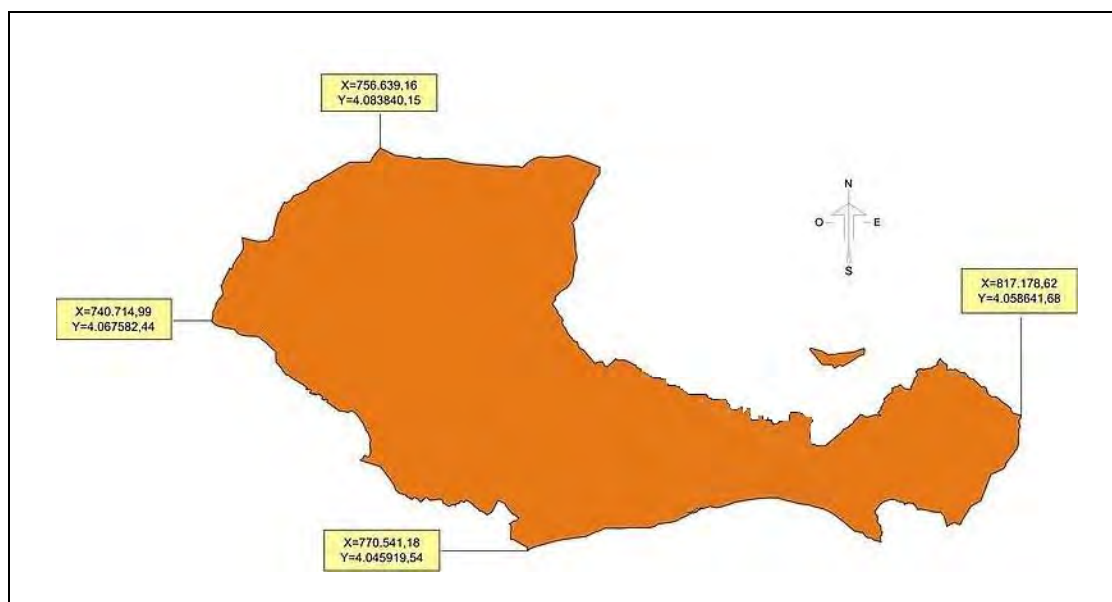 X=756.639,16
Y=4.083840,15
N
O
E
S
X=817.178,62
Y=4.058641,68
X=740.714,99
Y=4.067582,44
X=770.541,18
Y=4.045919,54